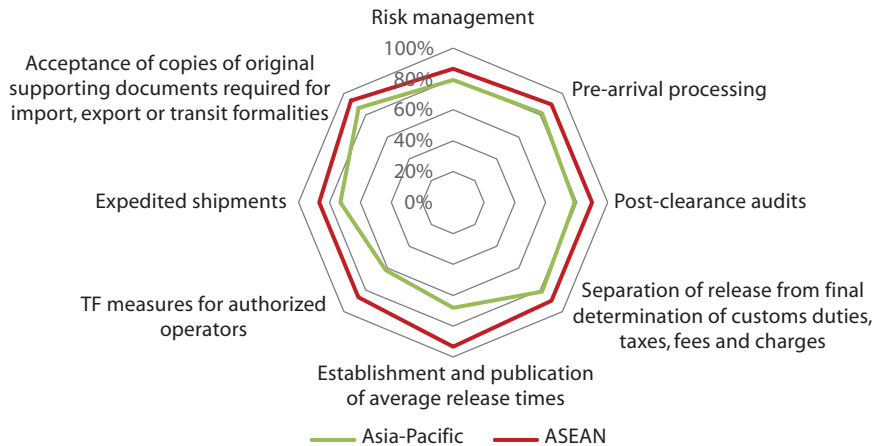 Risk management
100%
80%
60%
40%
20%
0%
Pre-arrival processing
Post-clearance audits
Separation of release from final
determination of customs duties,
taxes, fees and charges
Establishment and publication
of average release times
TF measures for authorized
operators
Expedited shipments
Acceptance of copies of original
supporting documents required for
import, export or transit formalities
Asia-Pacific
ASEAN